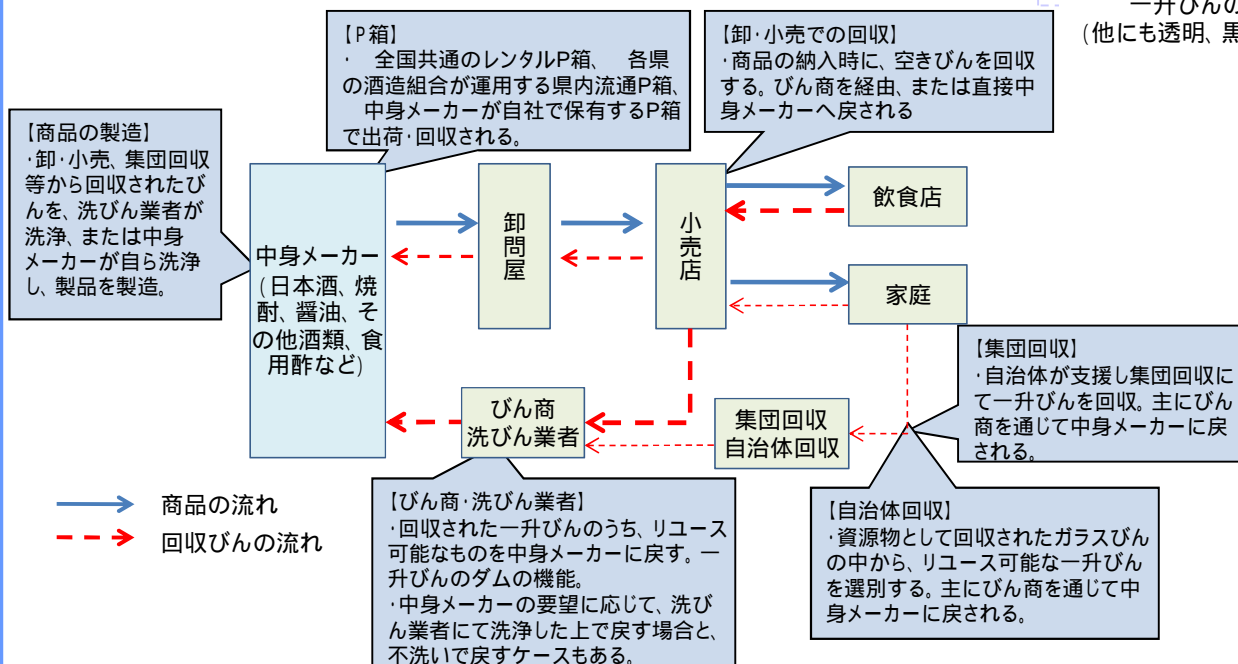 一升びんの
(他にも透明、黒
【P箱】
・　全国共通のレンタルP箱、　各県
の酒造組合が運用する県内流通P箱、
中身メーカーが自社で保有するP箱
で出荷・回収される。
【卸・小売での回収】
・商品の納入時に、空きびんを回収
する。びん商を経由、または直接中
身メーカーへ戻される
【商品の製造】
・卸・小売、集団回収
等から回収されたび
んを、洗びん業者が
洗浄、または中身
メーカーが自ら洗浄
し、製品を製造。
中身メーカー
(日本酒、焼
酎、醤油、そ
の他酒類、食
用酢など)
卸問屋
小売店
飲食店
家庭
【集団回収】
・自治体が支援し集団回収に
て一升びんを回収。主にびん
商を通じて中身メーカーに戻
される。
びん商
洗びん業者
集団回収
自治体回収
商品の流れ
回収びんの流れ
【びん商・洗びん業者】
・回収された一升びんのうち、リユース
可能なものを中身メーカーに戻す。一
升びんのダムの機能。
・中身メーカーの要望に応じて、洗び
ん業者にて洗浄した上で戻す場合と、
不洗いで戻すケースもある。
【自治体回収】
・資源物として回収されたガラスびん
の中から、リユース可能な一升びん
を選別する。主にびん商を通じて中
身メーカーに戻される。